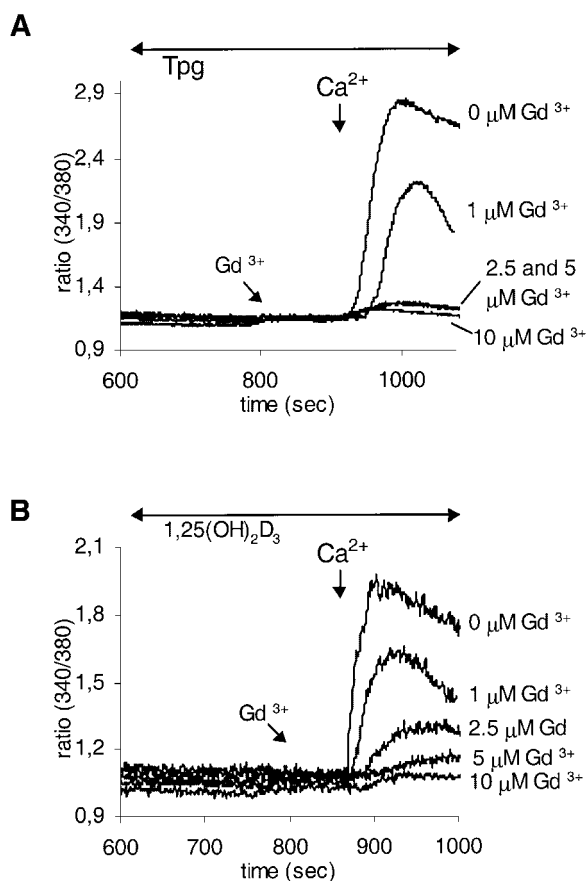 A
Tpg
Ca²⁺
2,9
0 μM Gd ³⁺
2,4
1 μM Gd ³⁺
1,9
ratio (340/380)
Gd ³⁺
2.5 and 5
μM Gd ³⁺
1,4
10 μM Gd ³⁺
0,9
600 800 1000
time (sec)
B
1,25(OH)₂D₃
2,1
Ca²⁺
0 μM Gd ³⁺
1,8
1 μM Gd ³⁺
1,5
ratio (340/380)
Gd ³⁺
2.5 μM Gd
1,2
5 μM Gd ³⁺
10 μM Gd ³⁺
0,9
600 700 800 900 1000
time (sec)